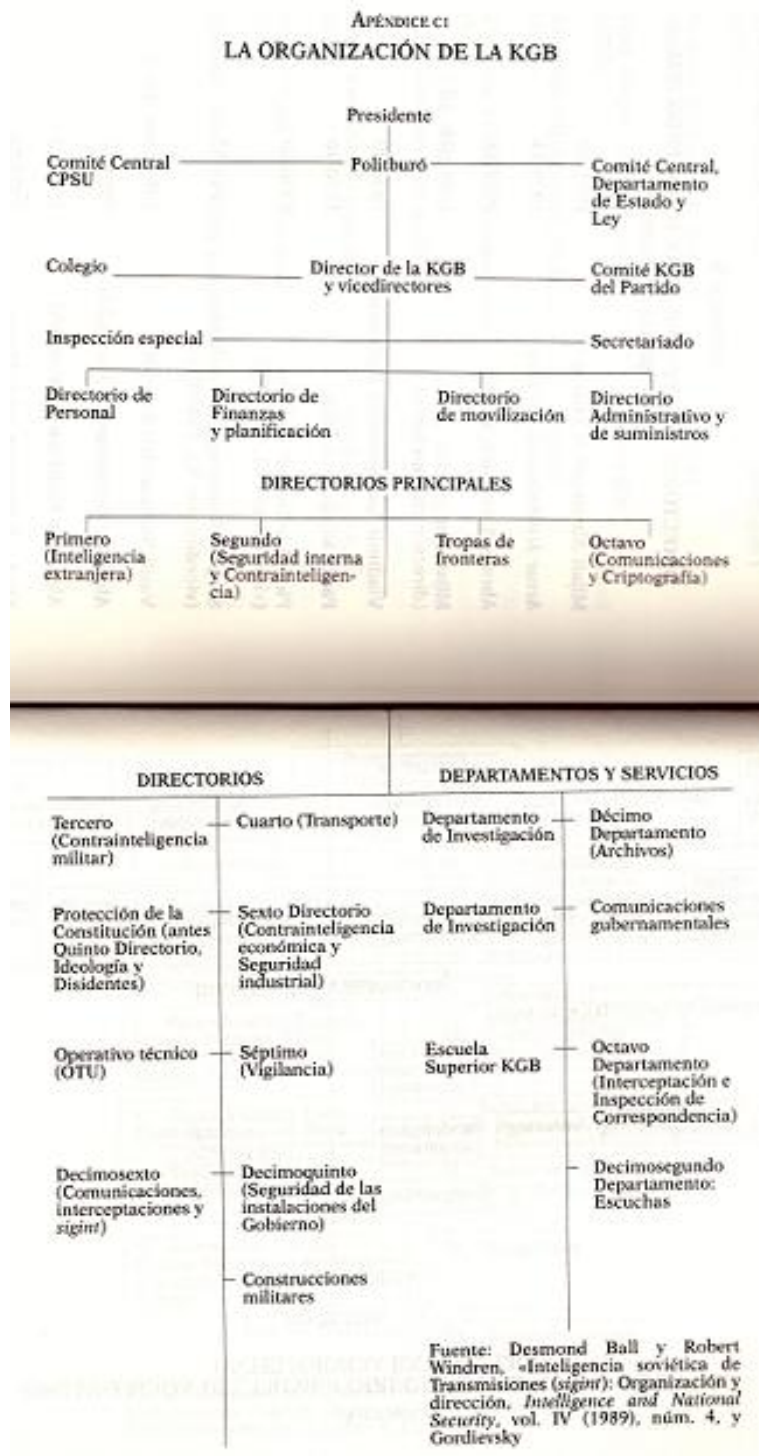 APÉNDICE C1
LA ORGANIZACIÓN DE LA KGB
Presidente
Comité Central
CPSU
Politburó
Comité Central,
Departamento
de Estado y
Ley
Colegio
Director de la KGB
y vicedirectores
Comité KGB
del Partido
Inspección especial
Secretariado
Directorio de
Personal
Directorio de
Finanzas
y planificación
Directorio
de movilización
Directorio
Administrativo y
de suministros
DIRECTORIOS PRINCIPALES
Primero
(Inteligencia
extranjera)
Segundo
(Seguridad interna
y Contrainteligen-
cia)
Tropas de
fronteras
Octavo
(Comunicaciones
y Criptografía)
DIRECTORIOS
Tercero
(Contrainteligencia
militar)
Cuarto (Transporte)
Protección de la
Constitución (antes
Quinto Directorio,
Ideología y
Disidentes)
Sexto Directorio
(Contrainteligencia
económica y
Seguridad
industrial)
Operativo técnico
(OTU)
Séptimo
(Vigilancia)
Decimosexto
(Comunicaciones,
interceptaciones y
sigint)
Decimoquinto
(Seguridad de las
instalaciones del
Gobierno)
Construcciones
militares
DEPARTAMENTOS Y SERVICIOS
Departamento
de Investigación
Décimo
Departamento
(Archivos)
Departamento
de Investigación
Comunicaciones
gubernamentales
Escuela
Superior KGB
Octavo
Departamento
(Interceptación e
Inspección de
Correspondencia)
Decimosegundo
Departamento:
Escuchas
Fuente: Desmond Ball y Robert
Windren, «Inteligencia soviética de
Transmisiones (sigint): Organización y
dirección, Intelligence and National
Security, vol. IV (1989), núm. 4, y
Gordievsky